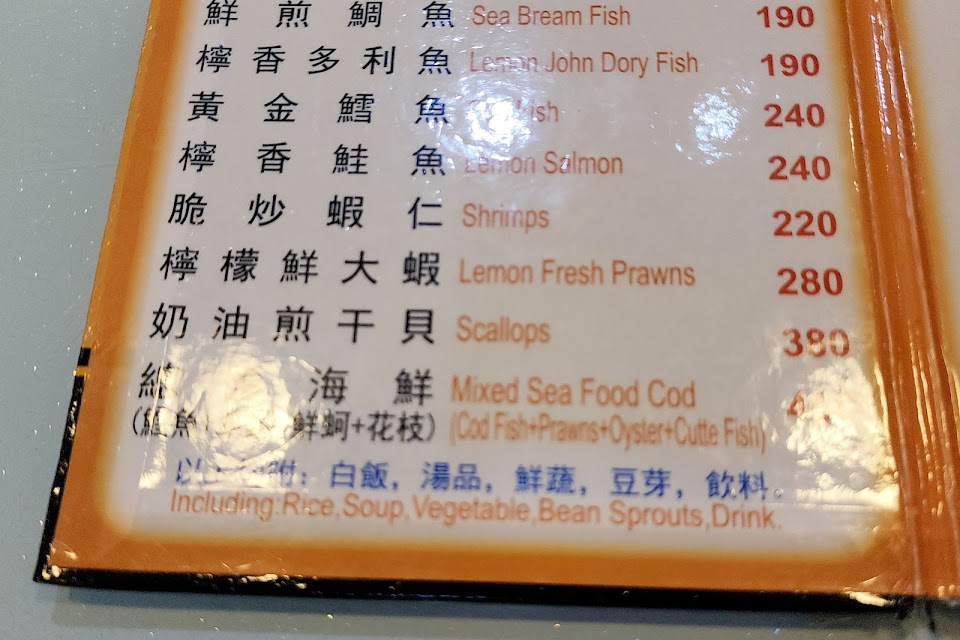 鮮煎鯛魚 Sea Bream Fish 190
檸香多利魚 Lemon John Dory Fish 190
黃金鱈魚 Fish 240
檸香鮭魚 Lemon Salmon 240
脆炒蝦仁 Shrimps 220
檸檬鮮大蝦 Lemon Fresh Prawns 280
奶油煎干貝 Scallops 380
海鮮 Mixed Sea Food Cod
鮮蚵+花枝) (Cod Fish+Prawns+Oyster+Cutte Fish)
附：白飯，湯品，鮮蔬，豆芽，飲料。
Including:Rice,Soup,Vegetable,Bean Sprouts,Drink.